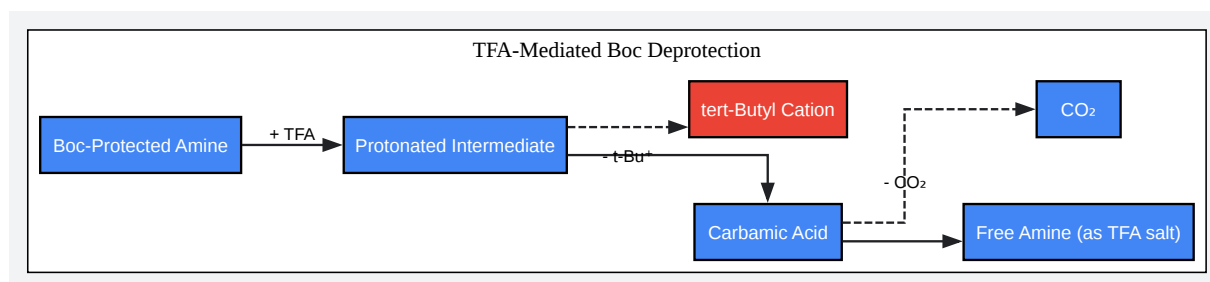 TFA-Mediated Boc Deprotection
Boc-Protected Amine
+ TFA
Protonated Intermediate
tert-Butyl Cation
- t-Bu⁺
Carbamic Acid
- CO₂
CO₂
Free Amine (as TFA salt)